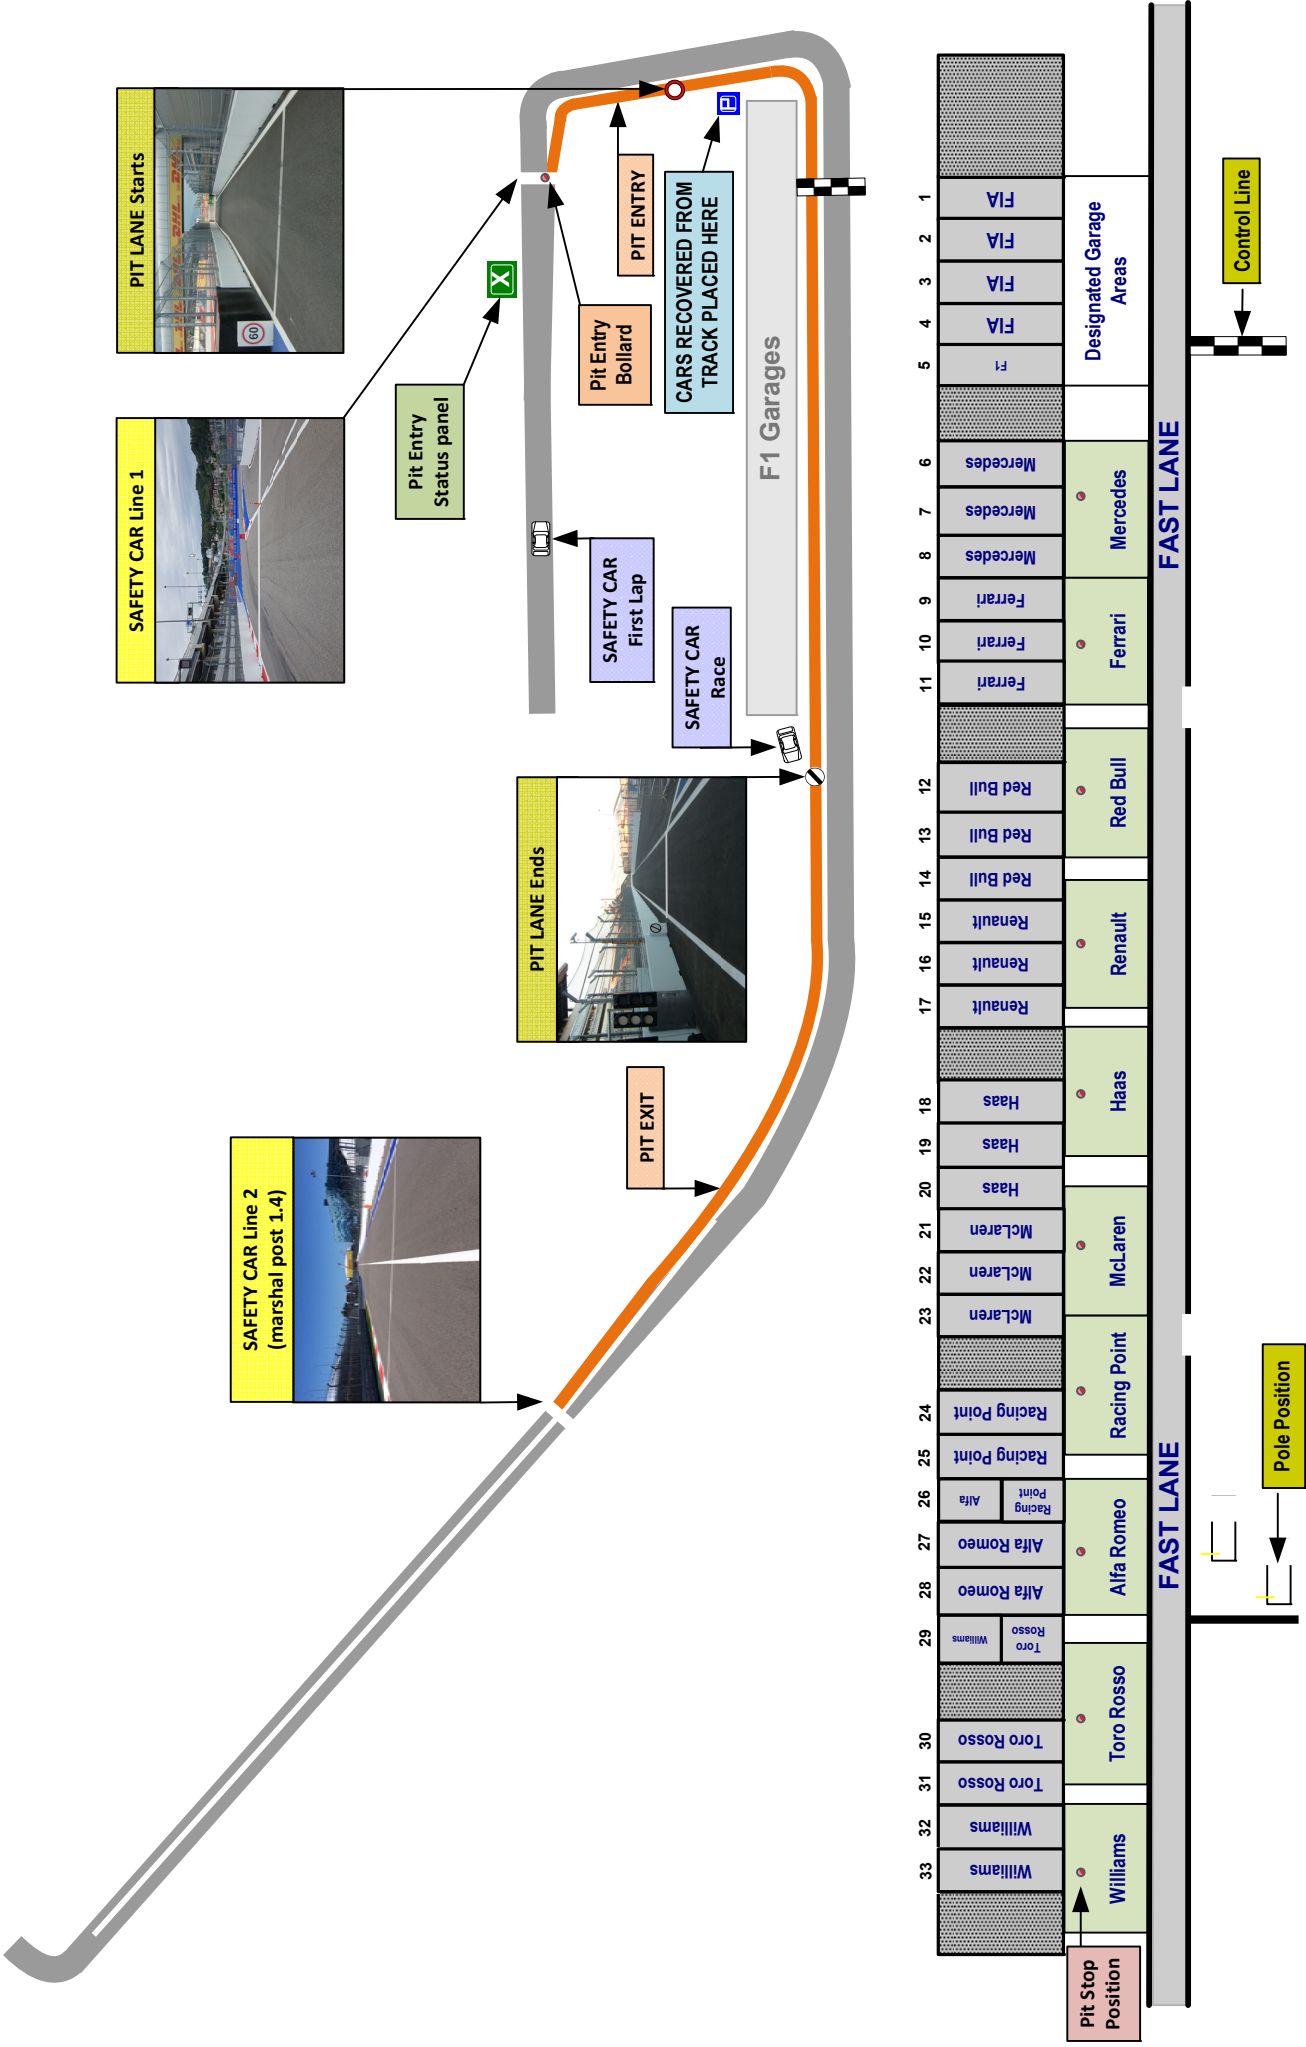 PIT LANE Starts
DHL
DHL
DHL
60
SAFETY CAR Line 1
SAFETY CAR Line 2
(marshal post 1.4)
PIT LANE Ends
PIT EXIT
Pit Entry
Status panel
Pit Entry
Bollard
PIT ENTRY
CARS RECOVERED FROM
TRACK PLACED HERE
SAFETY CAR
First Lap
SAFETY CAR
Race
F1 Garages
X
P
1
2
3
4
5
6
7
8
9
10
11
12
13
14
15
16
17
18
19
20
21
22
23
24
25
26
27
28
29
30
31
32
33
FIA
FIA
FIA
FIA
F1
Mercedes
Mercedes
Mercedes
Ferrari
Ferrari
Ferrari
Red Bull
Red Bull
Red Bull
Renault
Renault
Renault
Haas
Haas
Haas
McLaren
McLaren
McLaren
Racing Point
Racing Point
Alfa
Racing
Point
Alfa Romeo
Alfa Romeo
Williams
Toro
Rosso
Toro Rosso
Toro Rosso
Williams
Williams
Designated Garage
Areas
Mercedes
Ferrari
Red Bull
Renault
Haas
McLaren
Racing Point
Alfa Romeo
Toro Rosso
Williams
FAST LANE
FAST LANE
Control Line
Pole Position
Pit Stop
Position